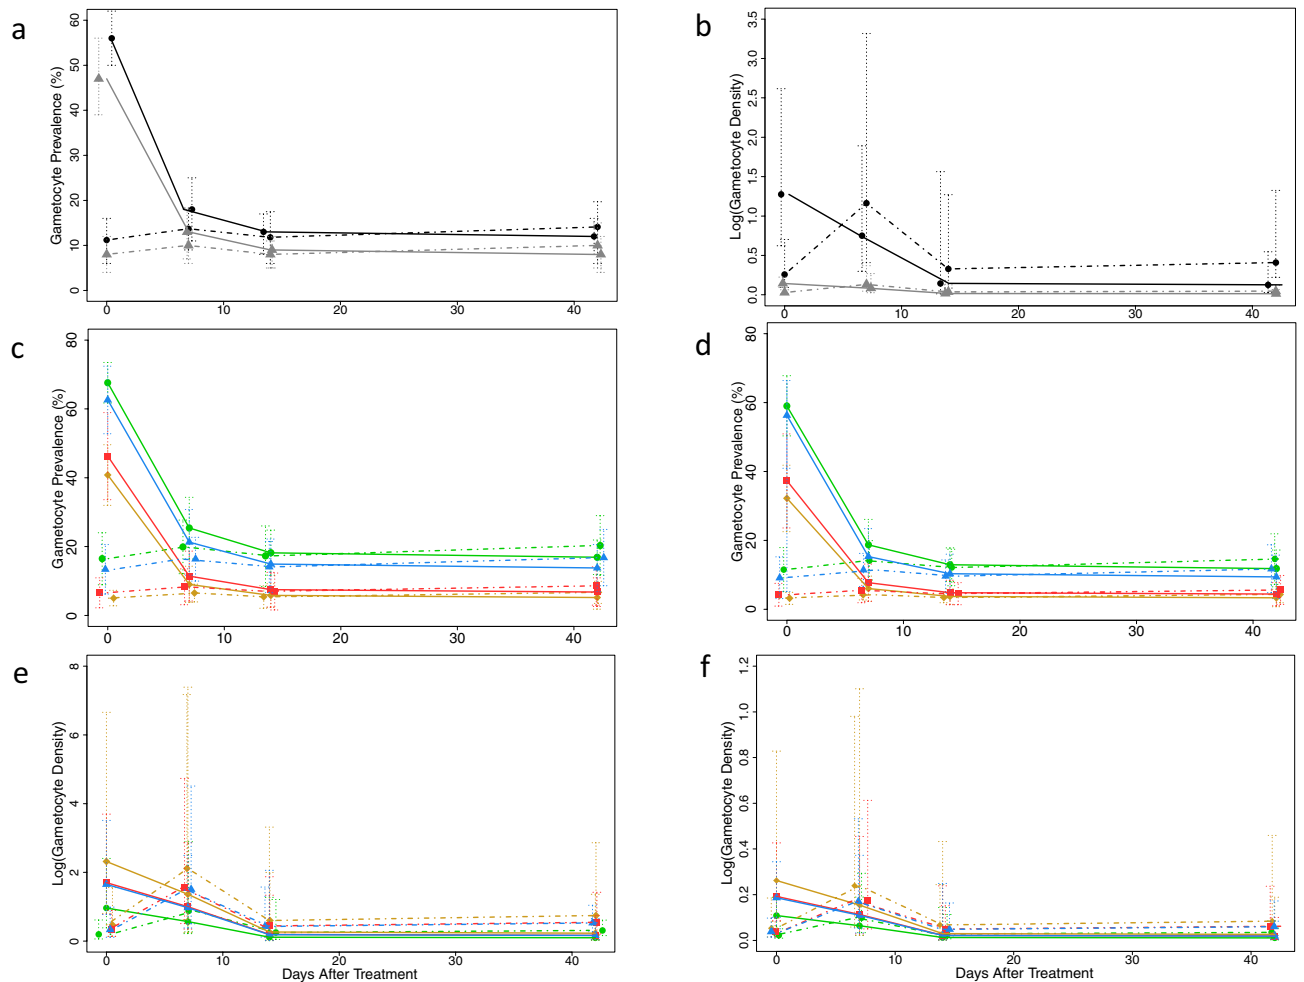 a
Gametocyte Prevalence (%)
60
50
40
30
20
10
0
0 10 20 30 40
b
Log(Gametocyte Density)
3.5
3.0
2.5
2.0
1.5
1.0
0.5
0.0
0 10 20 30 40
c
Gametocyte Prevalence (%)
80
60
40
20
0
0 10 20 30 40
d
Gametocyte Prevalence (%)
80
60
40
20
0
0 10 20 30 40
e
Log(Gametocyte Density)
8
6
4
2
0
0 10 20 30 40
Days After Treatment
f
Log(Gametocyte Density)
1.2
1.0
0.8
0.6
0.4
0.2
0.0
0 10 20 30 40
Days After Treatment